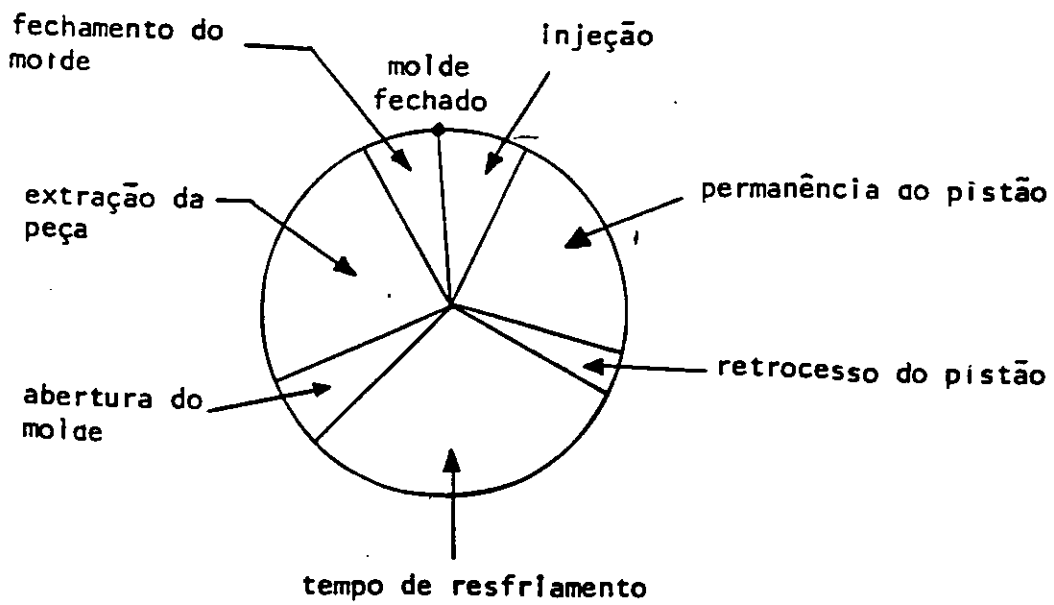 fechamento do
molde
injeção
molde
fechado
extração da
peça
permanência do pistão
retrocesso do pistão
abertura do
molde
tempo de resfriamento